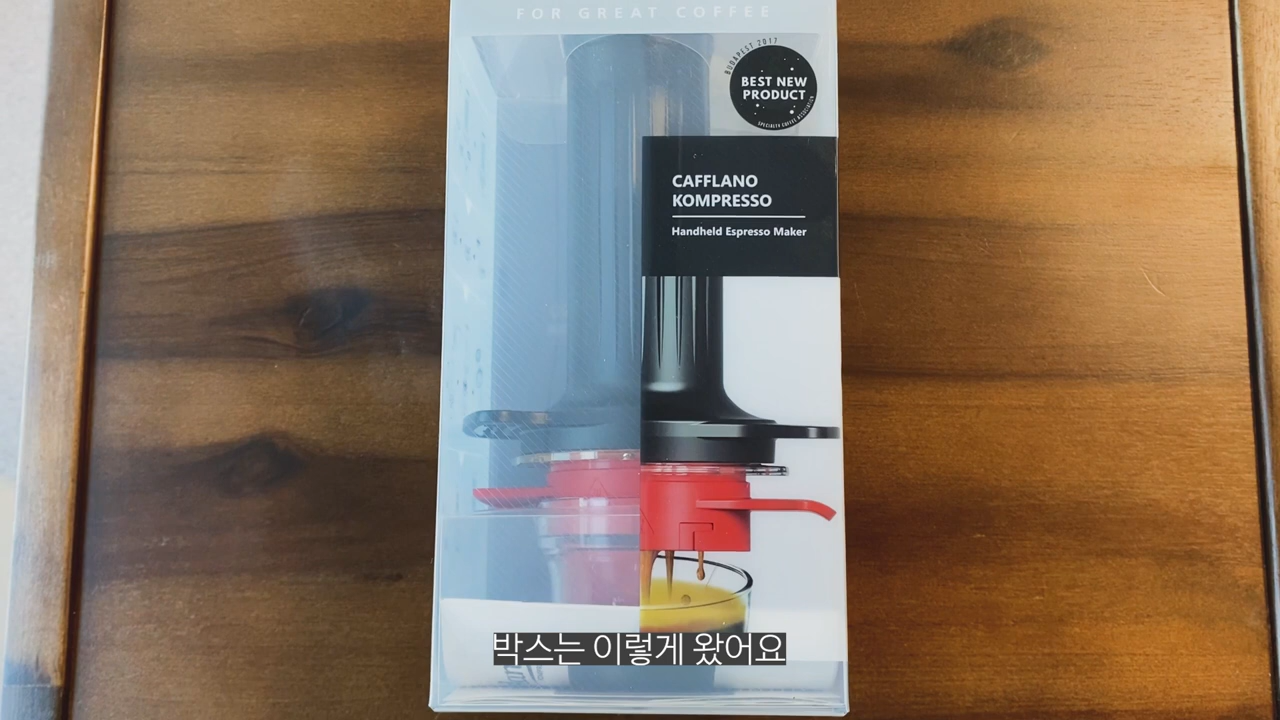 FOR GREAT COFFEE
BUDAPEST 2017
BEST NEW
PRODUCT
SPECIALTY COFFEE ASSOCIATION
CAFFLANO
KOMPRESSO
Handheld Espresso Maker
박스는 이렇게 왔어요